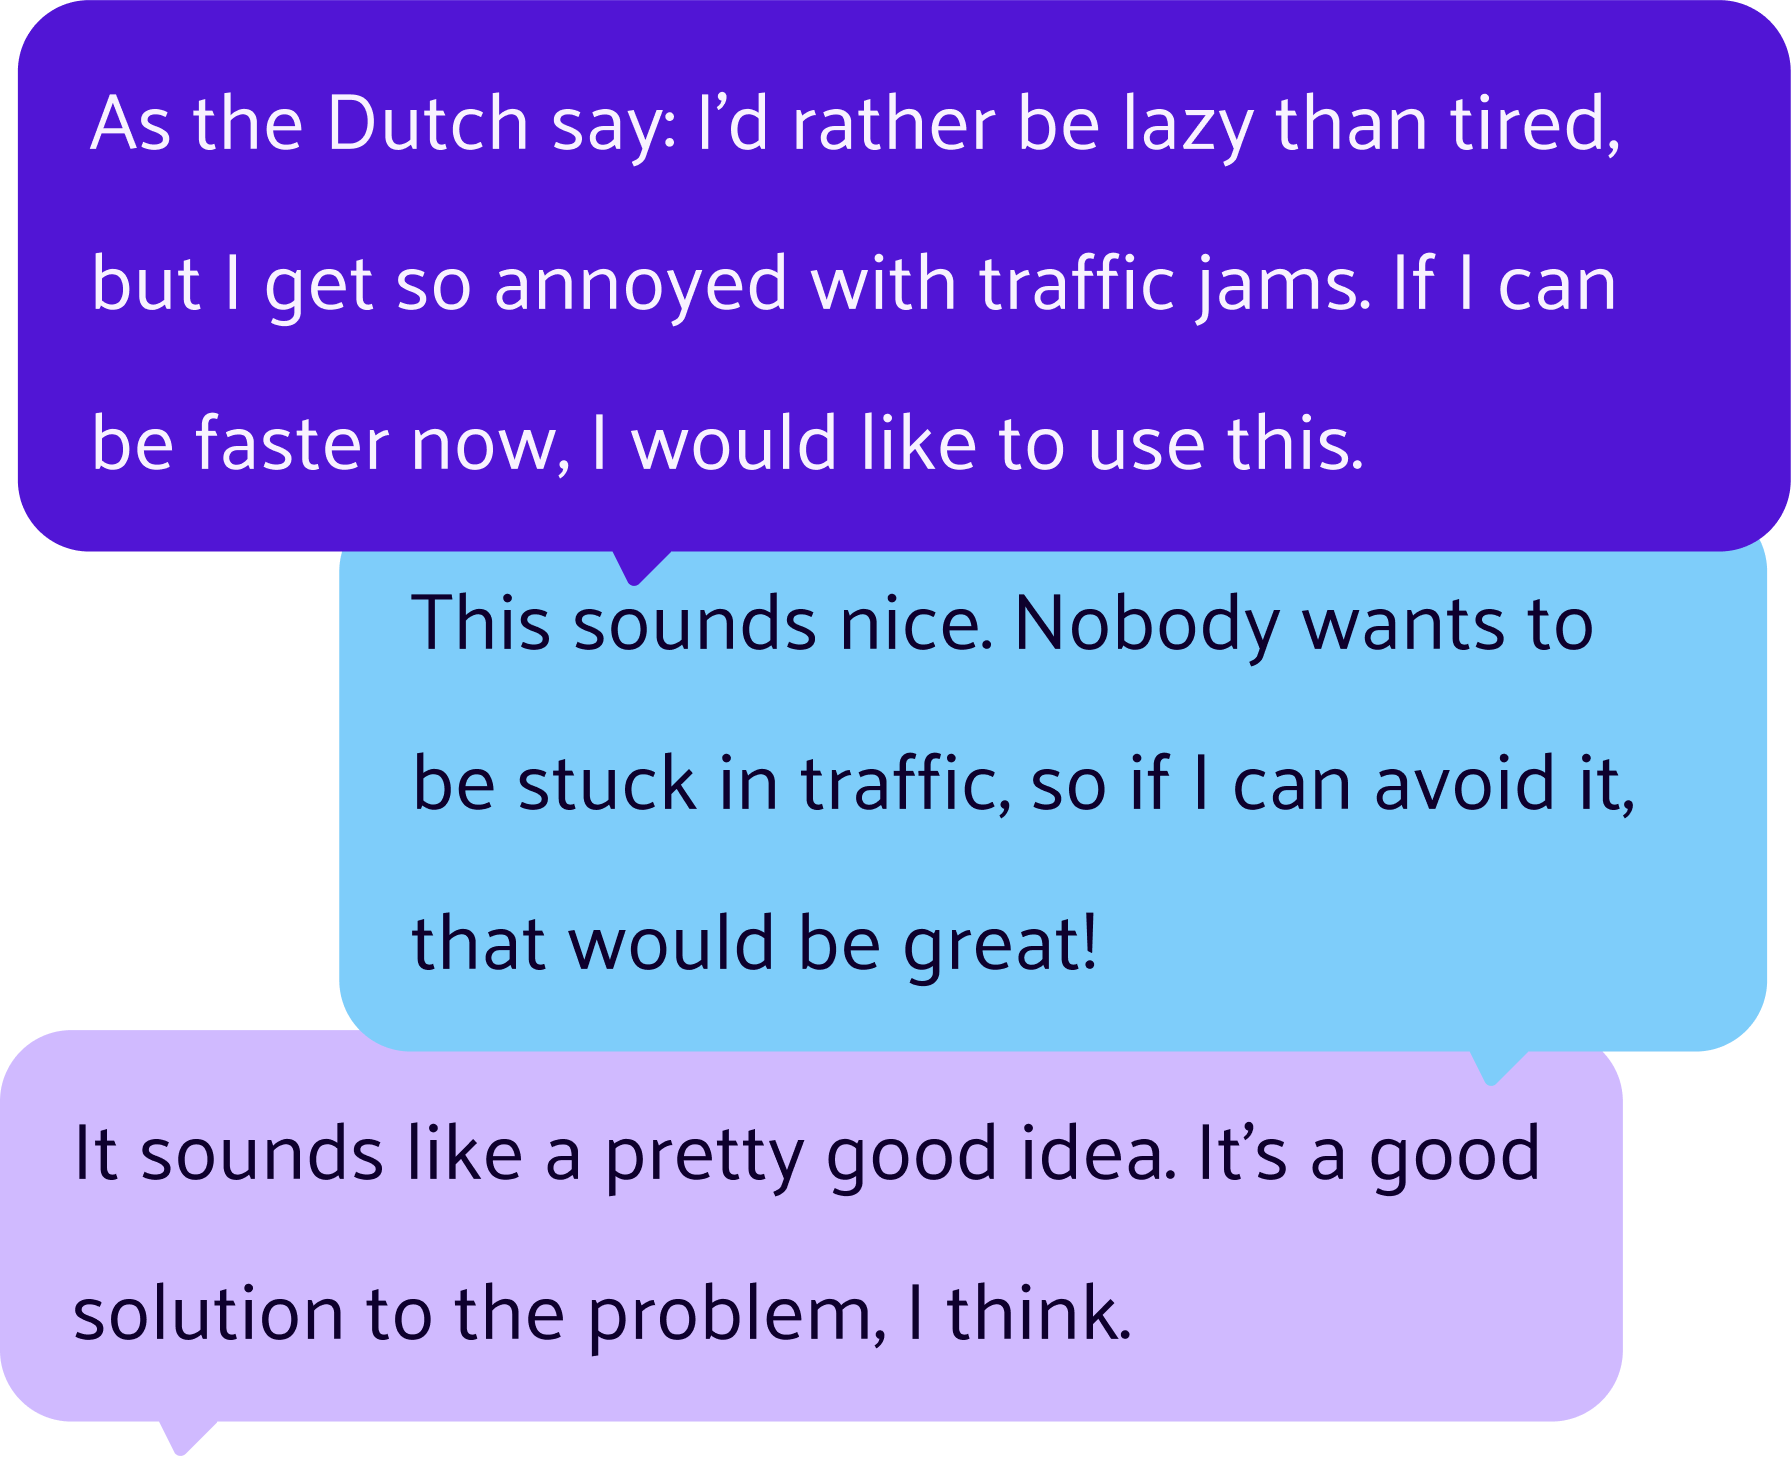 As the Dutch say: I’d rather be lazy than tired,
but I get so annoyed with traffic jams. If I can
be faster now, I would like to use this.
This sounds nice. Nobody wants to
be stuck in traffic, so if I can avoid it,
that would be great!
It sounds like a pretty good idea. It’s a good
solution to the problem, I think.